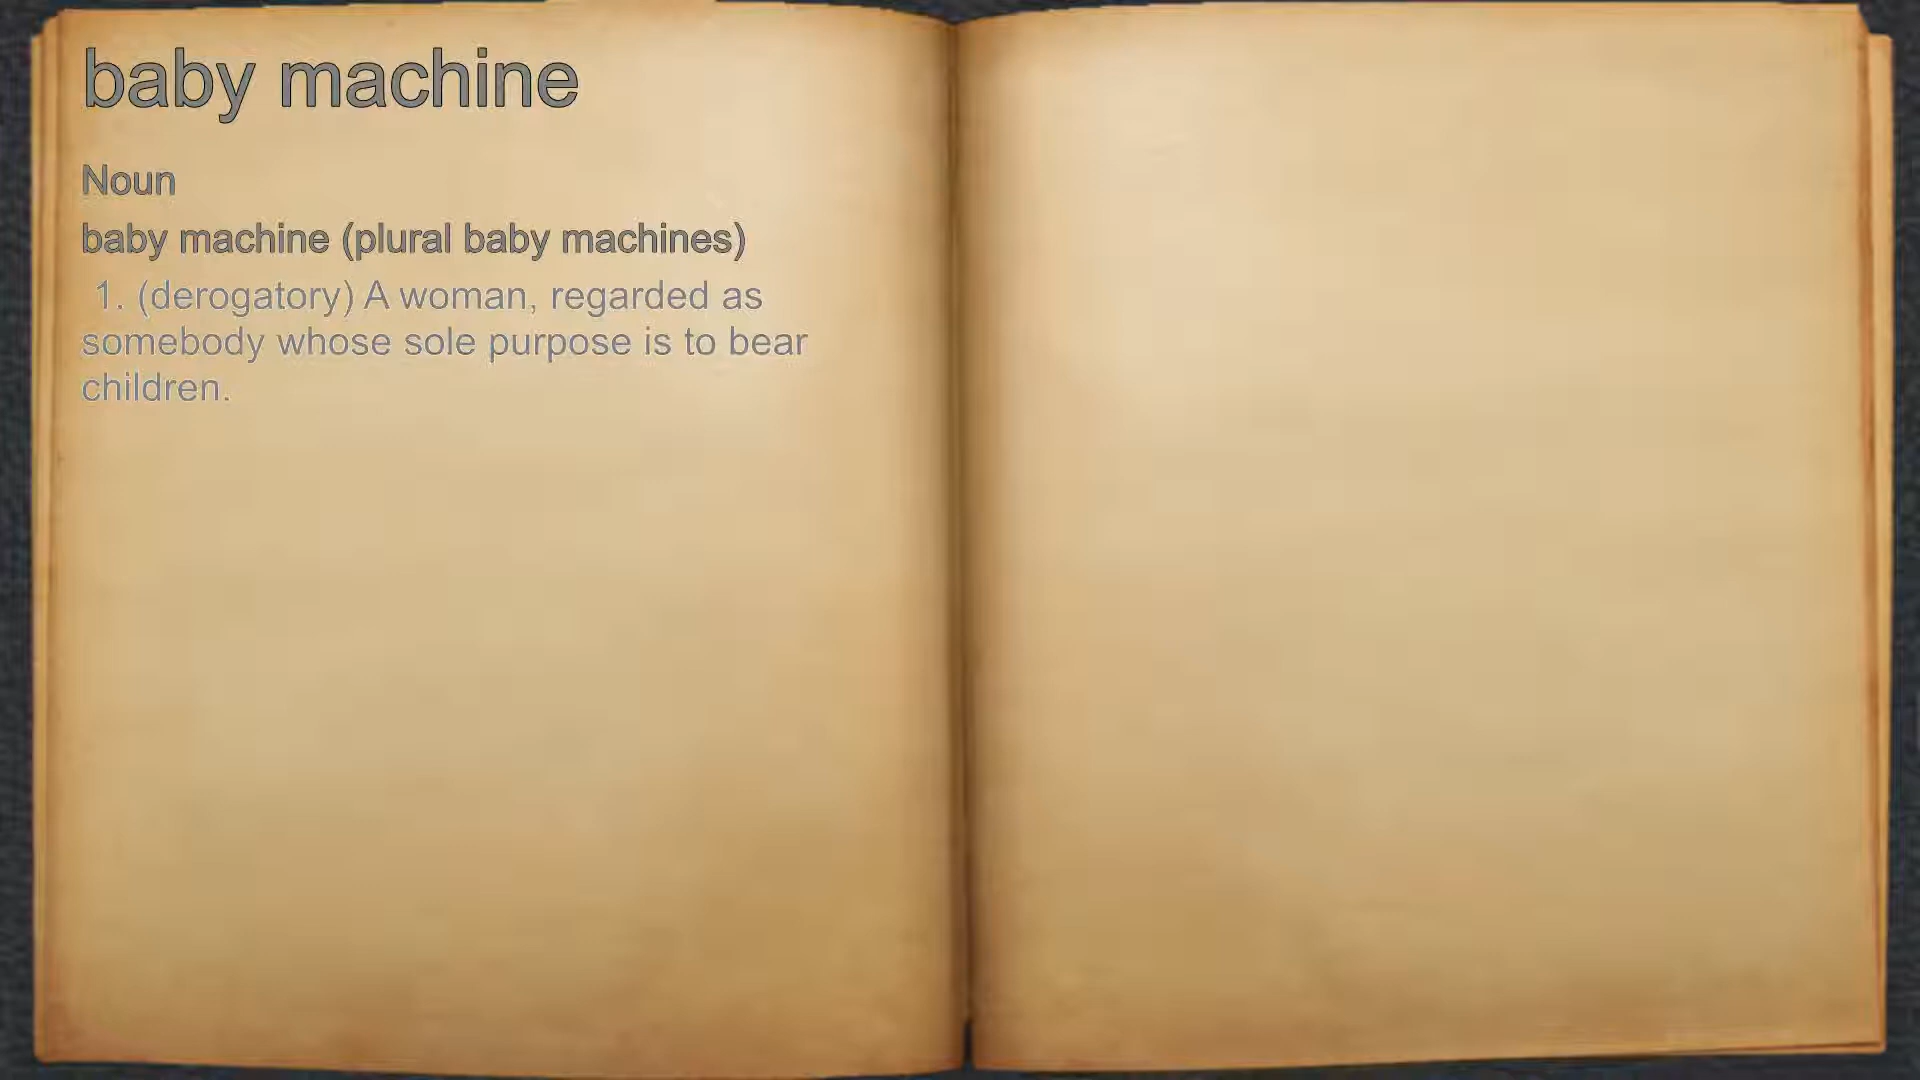 baby machine
Noun
baby machine (plural baby machines)
1. (derogatory) A woman, regarded as
somebody whose sole purpose is to bear
children.